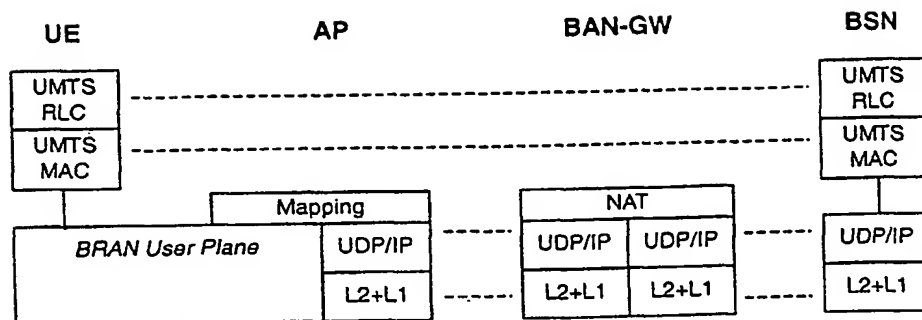 UE AP BAN-GW BSN
UMTS
RLC
UMTS
RLC
UMTS
MAC
UMTS
MAC
Mapping NAT
BRAN User Plane UDP/IP UDP/IP UDP/IP UDP/IP
L2+L1 L2+L1 L2+L1 L2+L1